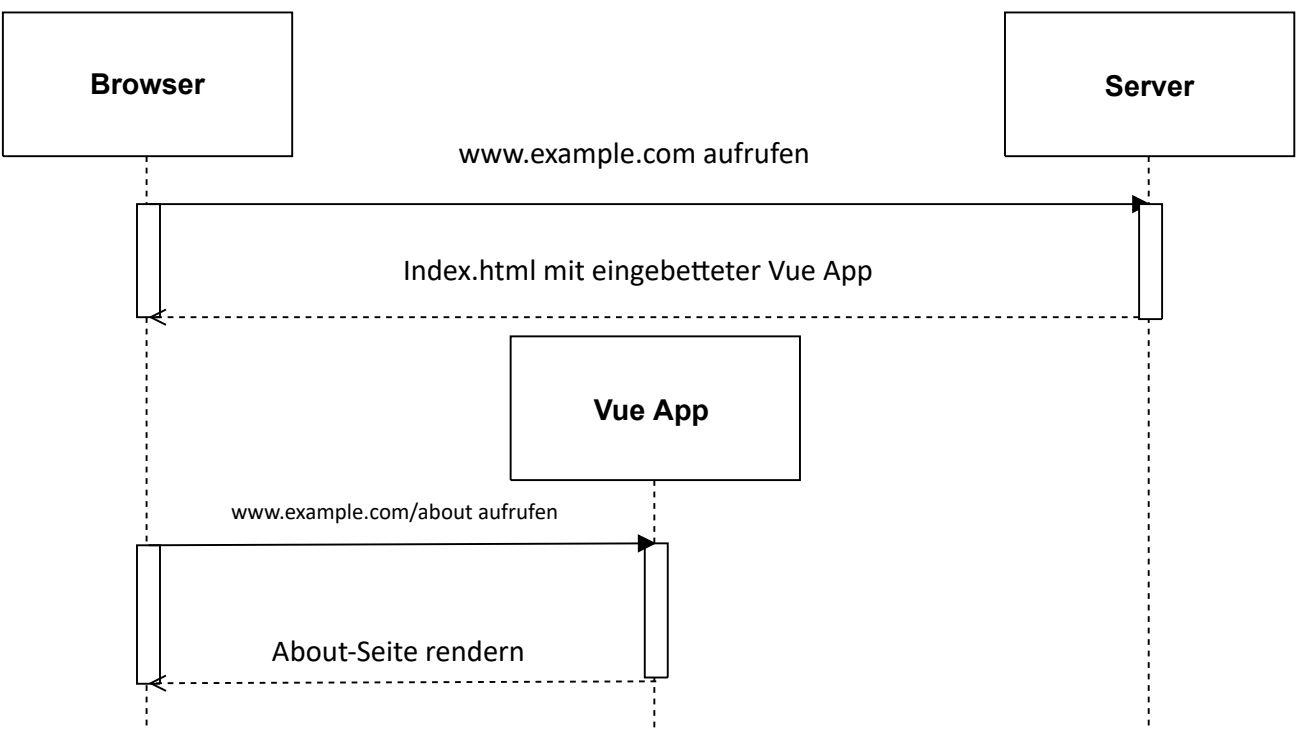 Browser
Server
www.example.com aufrufen
Index.html mit eingebetteter Vue App
Vue App
www.example.com/about aufrufen
About-Seite rendern